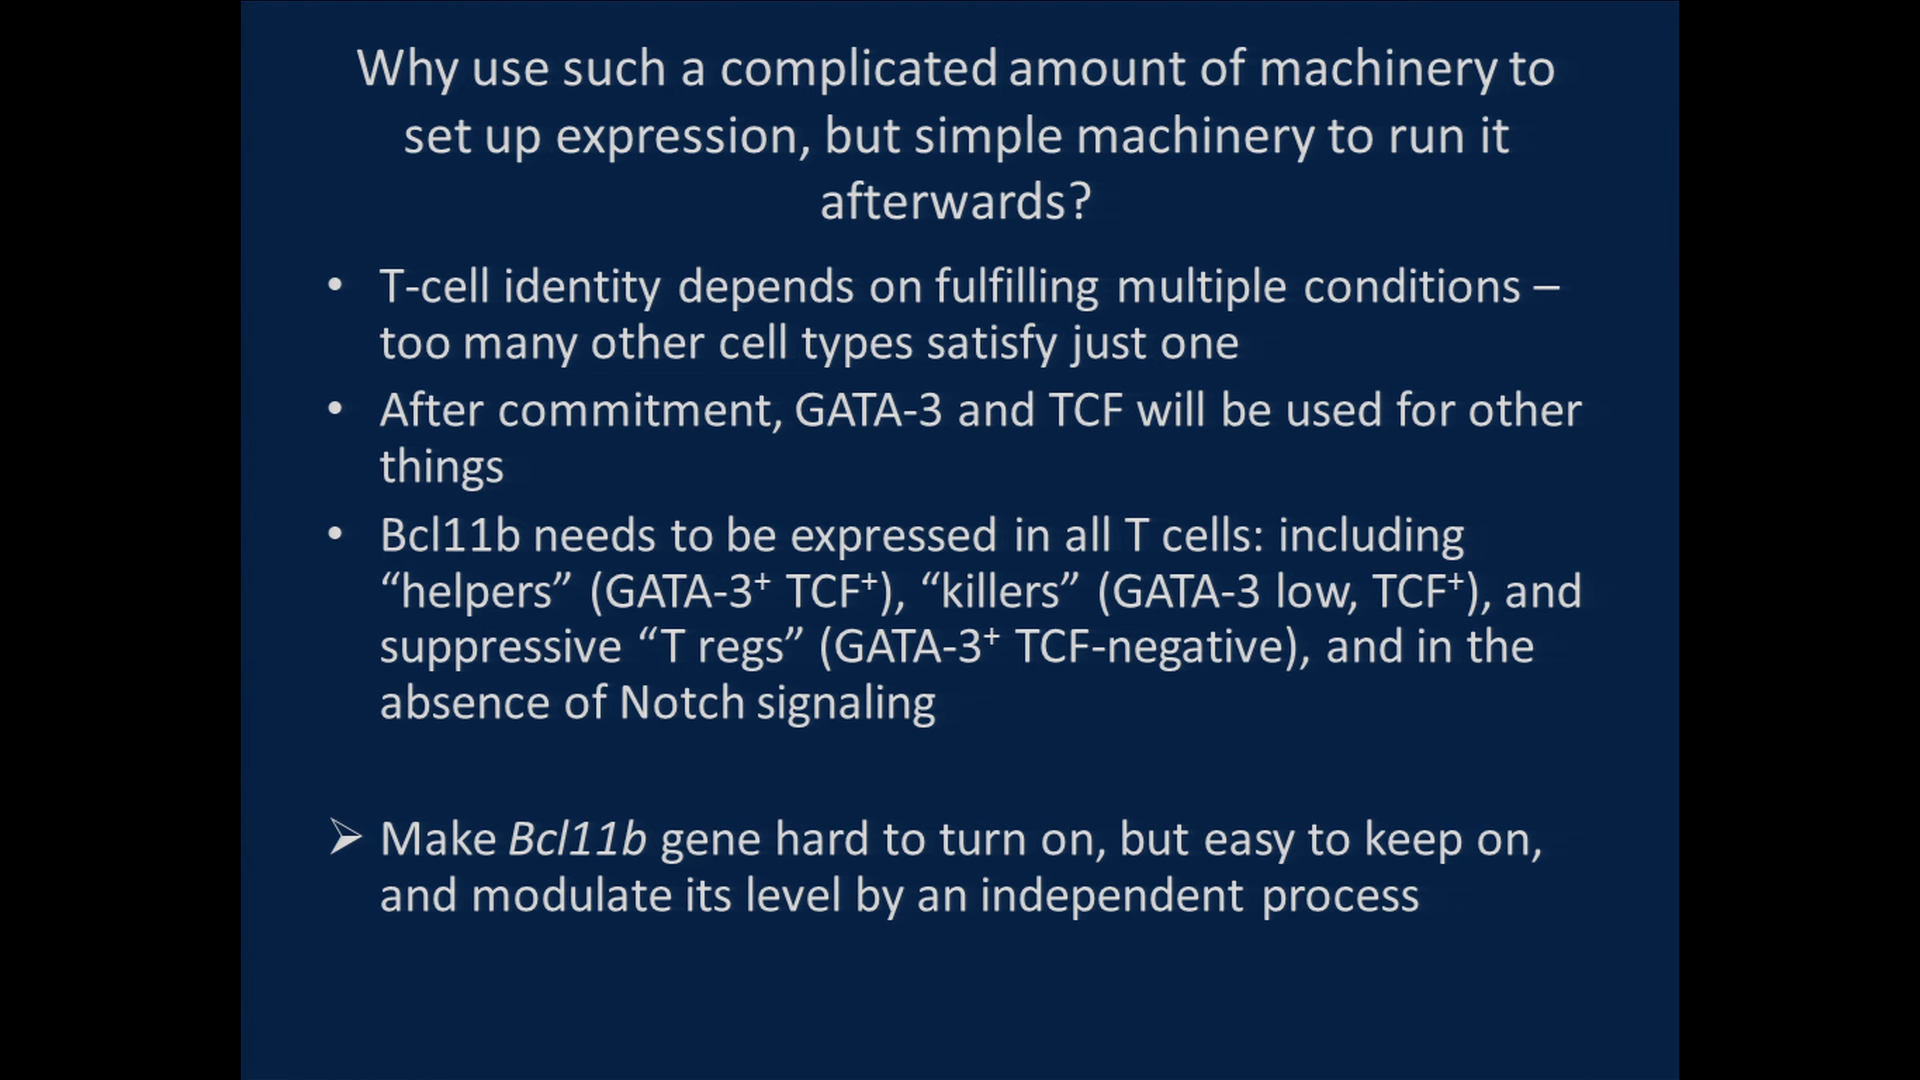 Why use such a complicated amount of machinery to
set up expression, but simple machinery to run it
afterwards?
• T-cell identity depends on fulfilling multiple conditions –
too many other cell types satisfy just one
• After commitment, GATA-3 and TCF will be used for other
things
• Bcl11b needs to be expressed in all T cells: including
“helpers” (GATA-3⁺ TCF⁺), “killers” (GATA-3 low, TCF⁺), and
suppressive “T regs” (GATA-3⁺ TCF-negative), and in the
absence of Notch signaling
➢ Make Bcl11b gene hard to turn on, but easy to keep on,
and modulate its level by an independent process